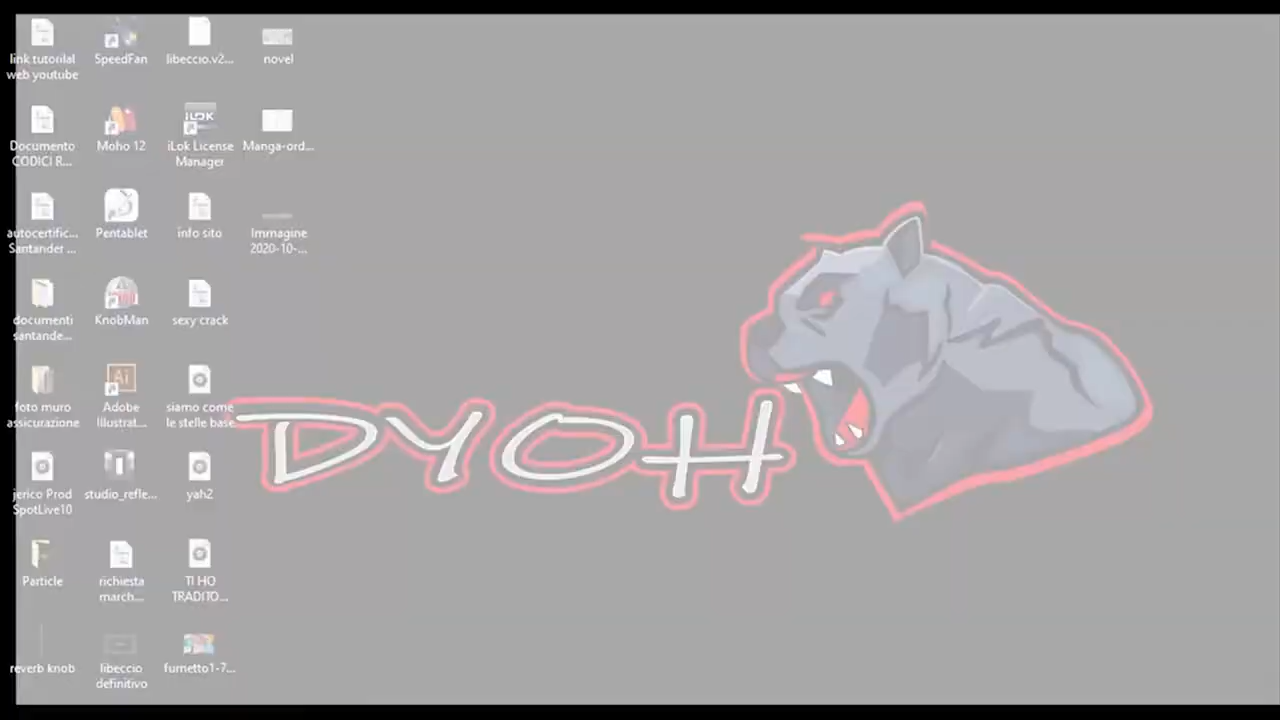 link tutorilal
web youtube
SpeedFan
libeccio.v2...
novel
Documento
CODICI R...
Moho 12
iLOK
iLok License
Manager
Manga-ord...
autocertific...
Santander ...
Pentablet
info sito
Immagine
2020-10-...
documenti
santande...
KnobMan
sexy crack
foto muro
assicurazione
Ai
Adobe
Illustrat...
siamo come
le stelle base
jerico Prod
SpotLive10
studio_refle...
yah2
Particle
richiesta
march...
TI HO
TRADITO...
reverb knob
libeccio
definitivo
fumetto1-7...
DYOH